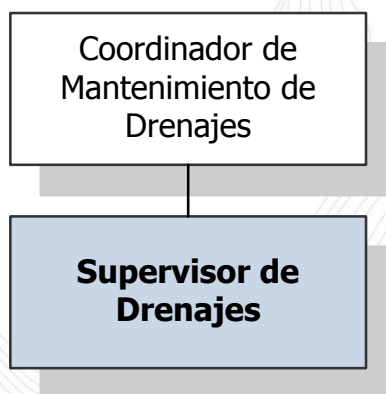 Coordinador de
Mantenimiento de
Drenajes
Supervisor de
Drenajes